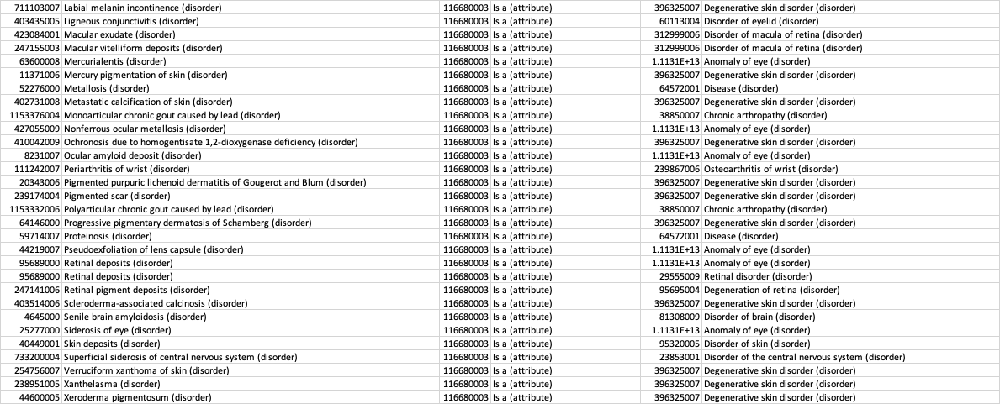 711103007 Labial melanin incontinence (disorder) 116680003 Is a (attribute) 396325007 Degenerative skin disorder (disorder)
403435005 Ligneous conjunctivitis (disorder) 116680003 Is a (attribute) 60113004 Disorder of eyelid (disorder)
423084001 Macular exudate (disorder) 116680003 Is a (attribute) 312999006 Disorder of macula of retina (disorder)
247155003 Macular vitelliform deposits (disorder) 116680003 Is a (attribute) 312999006 Disorder of macula of retina (disorder)
63600008 Mercurialentis (disorder) 116680003 Is a (attribute) 1.1131E+13 Anomaly of eye (disorder)
11371006 Mercury pigmentation of skin (disorder) 116680003 Is a (attribute) 396325007 Degenerative skin disorder (disorder)
52276000 Metallosis (disorder) 116680003 Is a (attribute) 64572001 Disease (disorder)
402731008 Metastatic calcification of skin (disorder) 116680003 Is a (attribute) 396325007 Degenerative skin disorder (disorder)
1153376004 Monoarticular chronic gout caused by lead (disorder) 116680003 Is a (attribute) 38850007 Chronic arthropathy (disorder)
427055009 Nonferrous ocular metallosis (disorder) 116680003 Is a (attribute) 1.1131E+13 Anomaly of eye (disorder)
410042009 Ochronosis due to homogentisate 1,2-dioxygenase deficiency (disorder) 116680003 Is a (attribute) 396325007 Degenerative skin disorder (disorder)
8231007 Ocular amyloid deposit (disorder) 116680003 Is a (attribute) 1.1131E+13 Anomaly of eye (disorder)
111242007 Periarthritis of wrist (disorder) 116680003 Is a (attribute) 239867006 Osteoarthritis of wrist (disorder)
20343006 Pigmented purpuric lichenoid dermatitis of Gougerot and Blum (disorder) 116680003 Is a (attribute) 396325007 Degenerative skin disorder (disorder)
239174004 Pigmented scar (disorder) 116680003 Is a (attribute) 396325007 Degenerative skin disorder (disorder)
1153332006 Polyarticular chronic gout caused by lead (disorder) 116680003 Is a (attribute) 38850007 Chronic arthropathy (disorder)
64146000 Progressive pigmentary dermatosis of Schamberg (disorder) 116680003 Is a (attribute) 396325007 Degenerative skin disorder (disorder)
59714007 Proteinosis (disorder) 116680003 Is a (attribute) 64572001 Disease (disorder)
44219007 Pseudoexfoliation of lens capsule (disorder) 116680003 Is a (attribute) 1.1131E+13 Anomaly of eye (disorder)
95689000 Retinal deposits (disorder) 116680003 Is a (attribute) 1.1131E+13 Anomaly of eye (disorder)
95689000 Retinal deposits (disorder) 116680003 Is a (attribute) 29555009 Retinal disorder (disorder)
247141006 Retinal pigment deposits (disorder) 116680003 Is a (attribute) 95695004 Degeneration of retina (disorder)
403514006 Scleroderma-associated calcinosis (disorder) 116680003 Is a (attribute) 396325007 Degenerative skin disorder (disorder)
4645000 Senile brain amyloidosis (disorder) 116680003 Is a (attribute) 81308009 Disorder of brain (disorder)
25277000 Siderosis of eye (disorder) 116680003 Is a (attribute) 1.1131E+13 Anomaly of eye (disorder)
40449001 Skin deposits (disorder) 116680003 Is a (attribute) 95320005 Disorder of skin (disorder)
733200004 Superficial siderosis of central nervous system (disorder) 116680003 Is a (attribute) 23853001 Disorder of the central nervous system (disorder)
254756007 Verruciform xanthoma of skin (disorder) 116680003 Is a (attribute) 396325007 Degenerative skin disorder (disorder)
238951005 Xanthelasma (disorder) 116680003 Is a (attribute) 396325007 Degenerative skin disorder (disorder)
44600005 Xeroderma pigmentosum (disorder) 116680003 Is a (attribute) 396325007 Degenerative skin disorder (disorder)